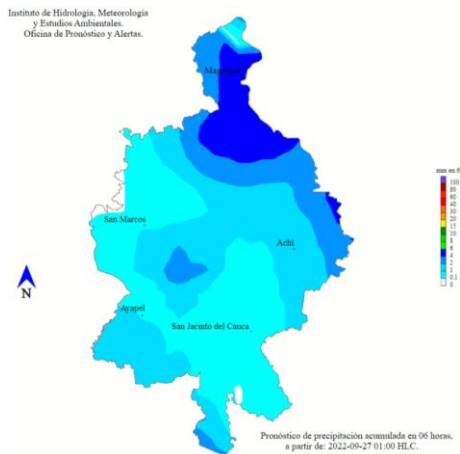 Instituto de Hidrología, Meteorología
y Estudios Ambientales.
Oficina de Pronóstico y Alertas.
San Marcos
Achí
Ayapel
San Jacinto del Cauca
N
mm en 6
100
80
60
40
30
20
15
10
8
6
4
2
1
0.1
0
Pronóstico de precipitación acumulada en 06 horas,
a partir de: 2022-09-27 01:00 HLC.